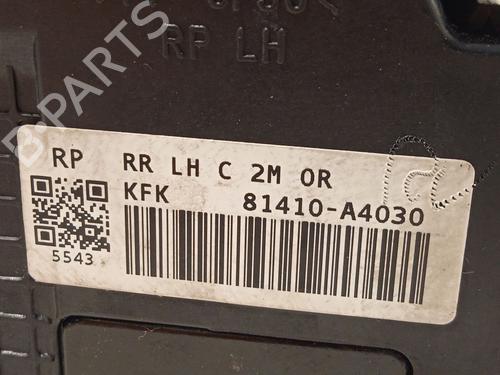 RP LH
RP RR LH C 2M OR
KFK 81410-A4030
5543
B-PARTS